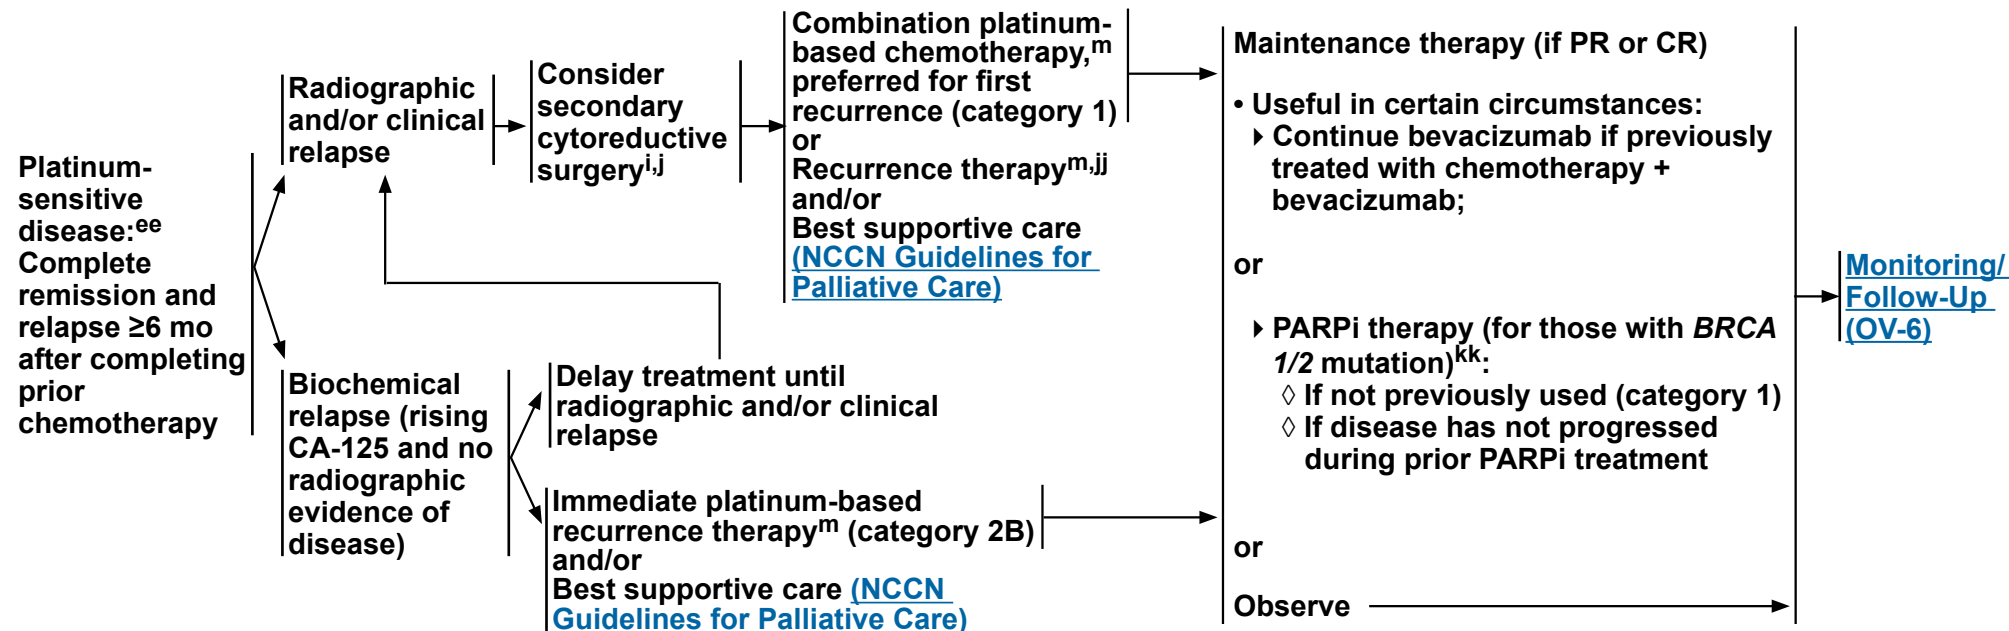 Platinum-
sensitive
disease:ee
Complete
remission and
relapse ≥6 mo
after completing
prior
chemotherapy
Radiographic
and/or clinical
relapse
Consider
secondary
cytoreductive
surgeryi,j
Combination platinum-
based chemotherapy,m
preferred for first
recurrence (category 1)
or
Recurrence therapym,jj
and/or
Best supportive care
(NCCN Guidelines for
Palliative Care)
Biochemical
relapse (rising
CA-125 and no
radiographic
evidence of
disease)
Delay treatment until
radiographic and/or clinical
relapse
Immediate platinum-based
recurrence therapym (category 2B)
and/or
Best supportive care (NCCN
Guidelines for Palliative Care)
Maintenance therapy (if PR or CR)
• Useful in certain circumstances:
Continue bevacizumab if previously
treated with chemotherapy +
bevacizumab;
or
PARPi therapy (for those with BRCA
1/2 mutation)kk:
◊ If not previously used (category 1)
◊ If disease has not progressed
during prior PARPi treatment
or
Observe
Monitoring/
Follow-Up
(OV-6)